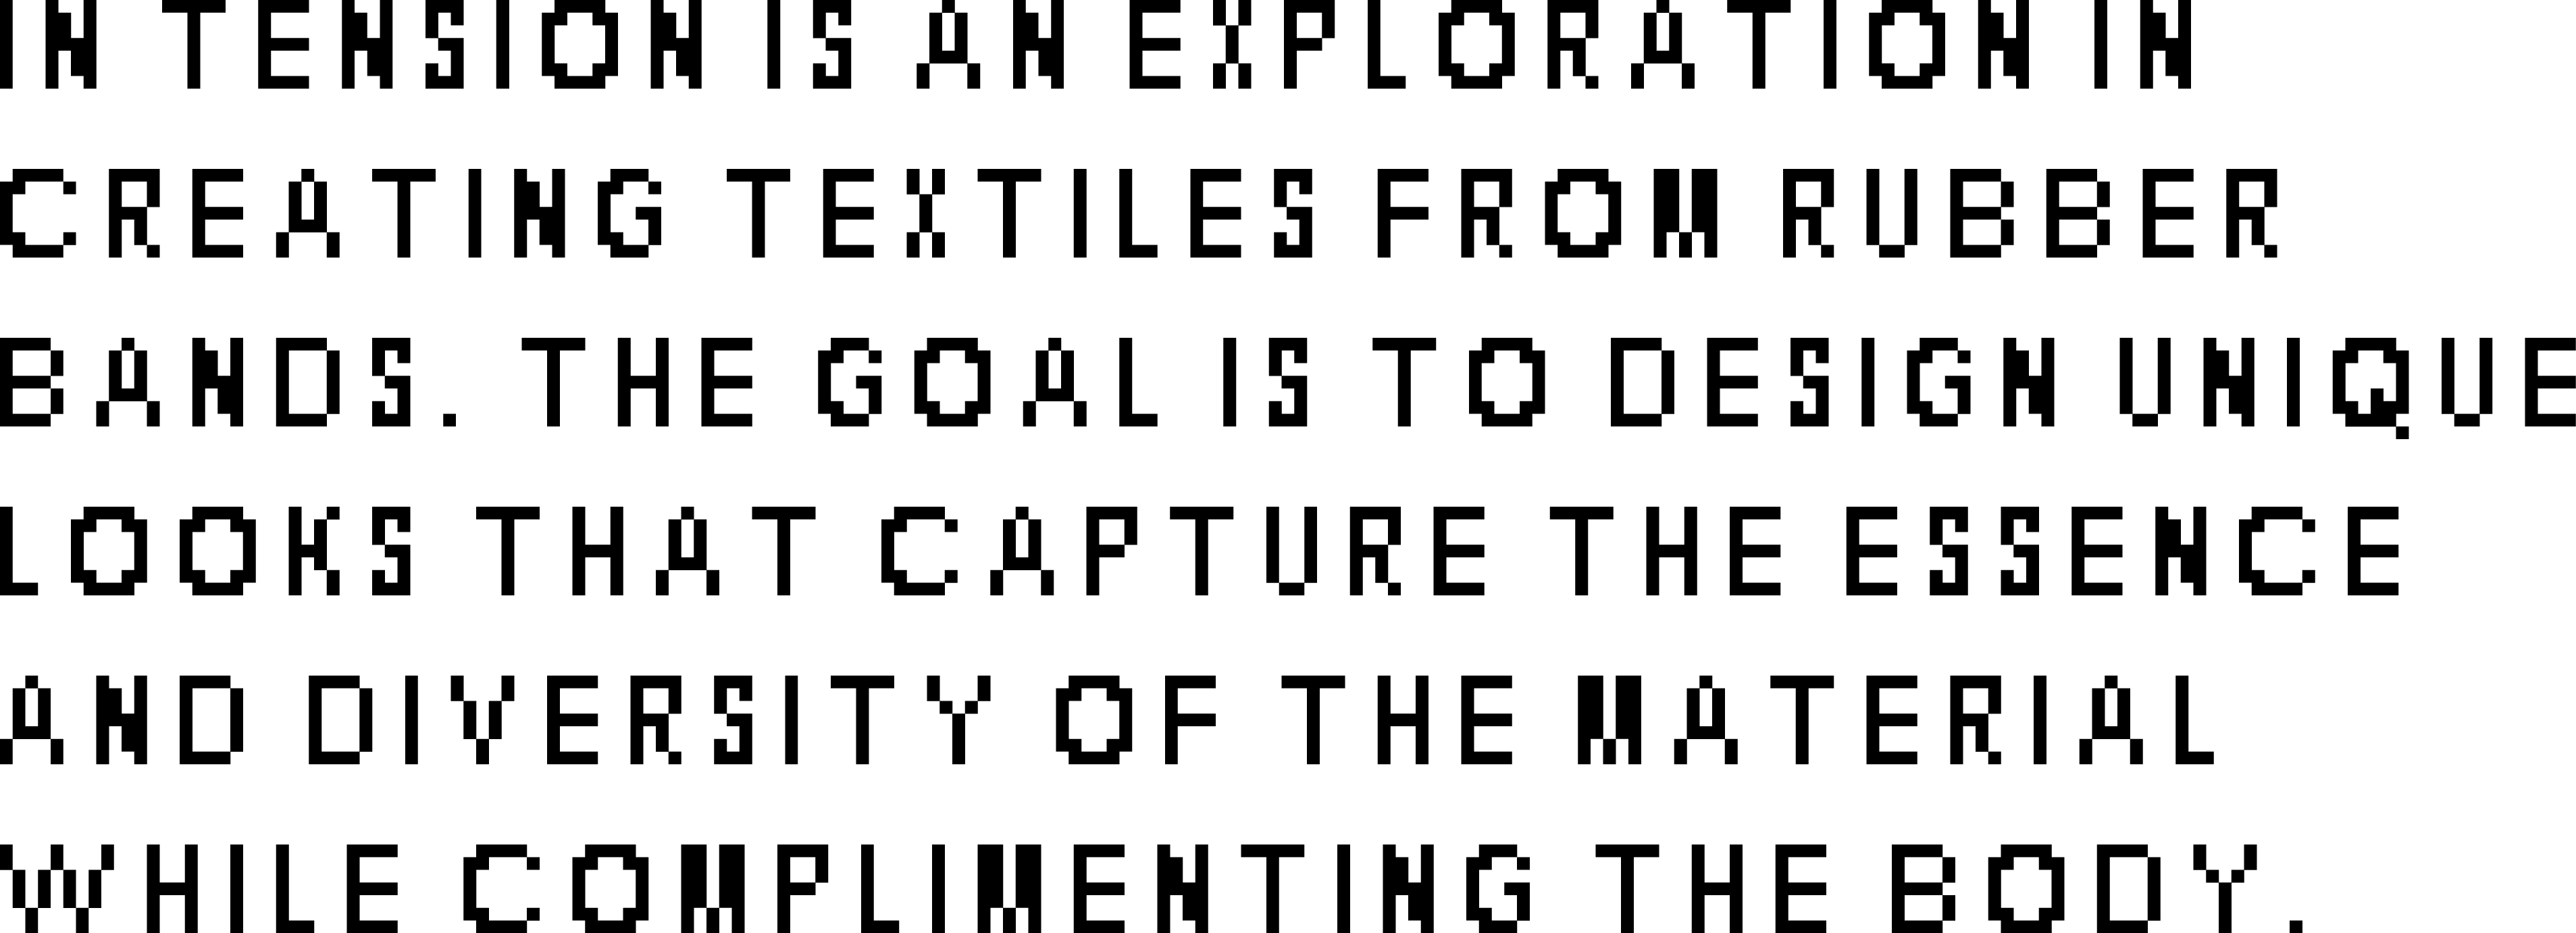 IN TENSION IS AN EXPLORATION IN
CREATING TEXTILES FROM RUBBER
BANDS. THE GOAL IS TO DESIGN UNIQUE
LOOKS THAT CAPTURE THE ESSENCE
AND DIVERSITY OF THE MATERIAL
WHILE COMPLIMENTING THE BODY.